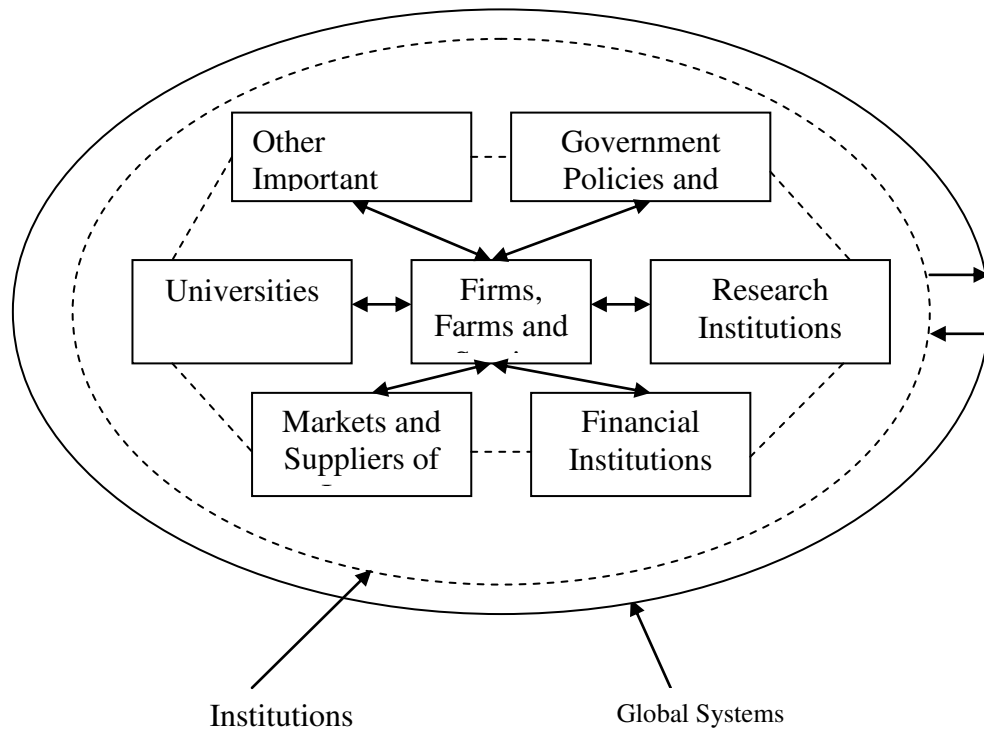 Other
Important
Government
Policies and
Universities
Firms,
Farms and
Research
Institutions
Markets and
Suppliers of
Financial
Institutions
Institutions
Global Systems